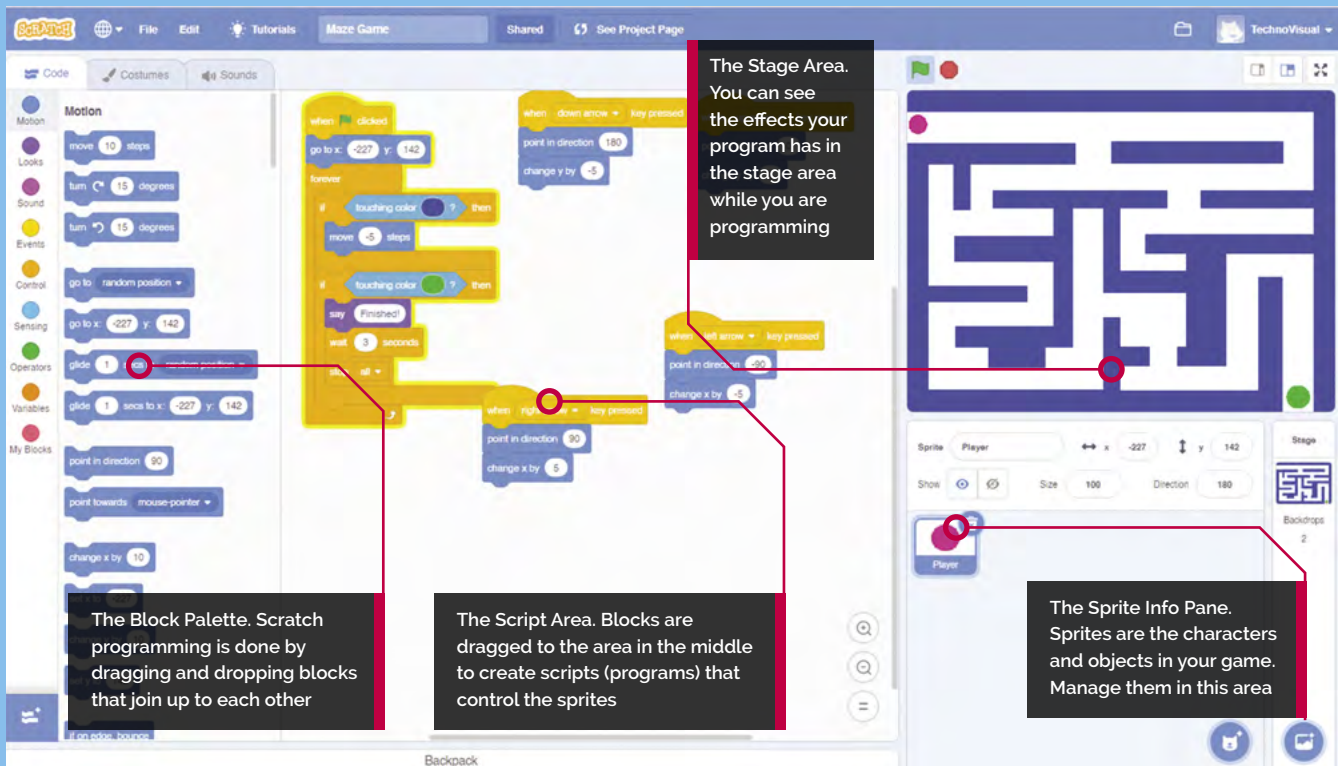 SCRATCH File Edit Tutorials Maze Game Shared See Project Page TechnoVisual
Code Costumes Sounds
Motion
Looks
Sound
Events
Control
Sensing
Operators
Variables
My Blocks
Motion
move 10 steps
turn 15 degrees
turn 15 degrees
go to random position
go to x: -227 y: 142
glide 1 secs random position
glide 1 secs to x: -227 y: 142
point in direction 90
point towards mouse-pointer
change x by 10
if on edge, bounce
when clicked
go to x: -227 y: 142
forever
if touching color ? then
move -5 steps
if touching color ? then
say Finished!
wait 3 seconds
all
when down arrow key pressed
point in direction 180
change y by -5
when left arrow key pressed
point in direction -90
change x by -5
when key pressed
point in direction 90
change x by 5
The Stage Area.
You can see
the effects your
program has in
the stage area
while you are
programming
The Block Palette. Scratch
programming is done by
dragging and dropping blocks
that join up to each other
The Script Area. Blocks are
dragged to the area in the middle
to create scripts (programs) that
control the sprites
Sprite Player x -227 y 142
Show Size 100 Direction 180
Player
Stage
Backdrops
2
The Sprite Info Pane.
Sprites are the characters
and objects in your game.
Manage them in this area
Backpack